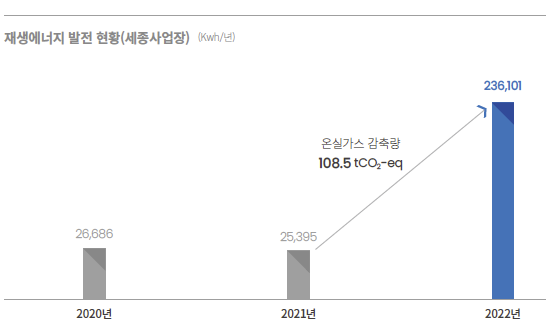 재생에너지 발전 현황(세종사업장) (Kwh/년)
236,101
온실가스 감축량
108.5 tCO₂-eq
26,686
25,395
2020년 2021년 2022년